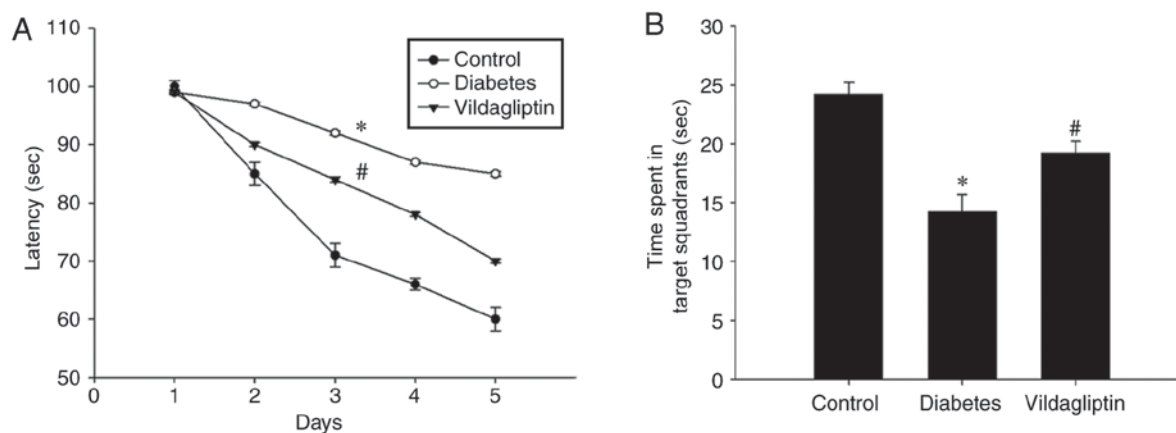 A
110
100
90
80
70
60
50
Latency (sec)
0 1 2 3 4 5
Days
Control
Diabetes
Vildagliptin
*
#
B
30
25
20
15
10
5
0
Time spent in
target squadrants (sec)
*
#
Control Diabetes Vildagliptin